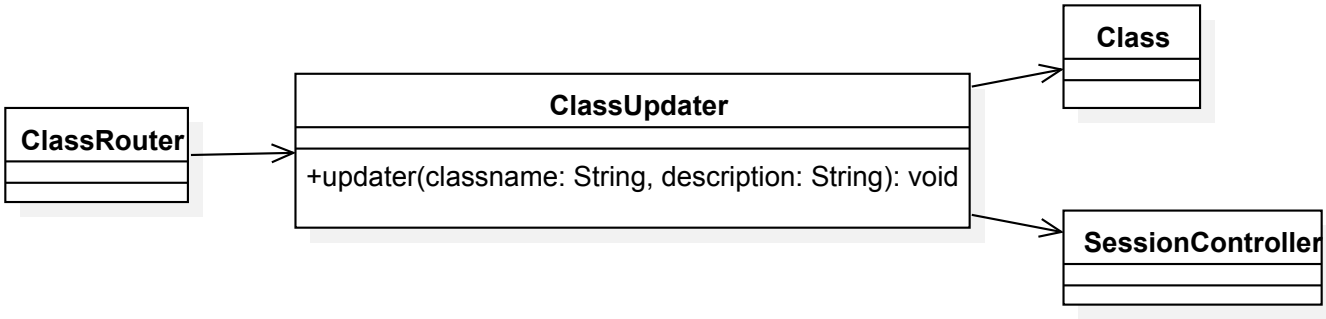 Class
ClassUpdater
ClassRouter
+updater(classname: String, description: String): void
SessionController